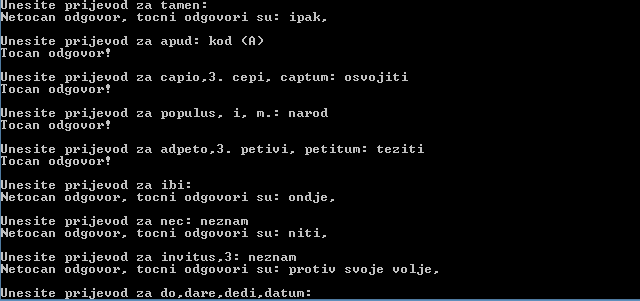 Unesite prijevod za tamen:
Netocan odgovor, tocni odgovori su: ipak,
Unesite prijevod za apud: kod (A)
Tocan odgovor!
Unesite prijevod za capio,3. cepi, captum: osvojiti
Tocan odgovor!
Unesite prijevod za populus, i, m.: narod
Tocan odgovor!
Unesite prijevod za adpeto,3. petivi, petitum: teziti
Tocan odgovor!
Unesite prijevod za ibi:
Netocan odgovor, tocni odgovori su: ondje,
Unesite prijevod za nec: neznam
Netocan odgovor, tocni odgovori su: niti,
Unesite prijevod za invitus,3: neznam
Netocan odgovor, tocni odgovori su: protiv svoje volje,
Unesite prijevod za do,dare,dedi,datum: